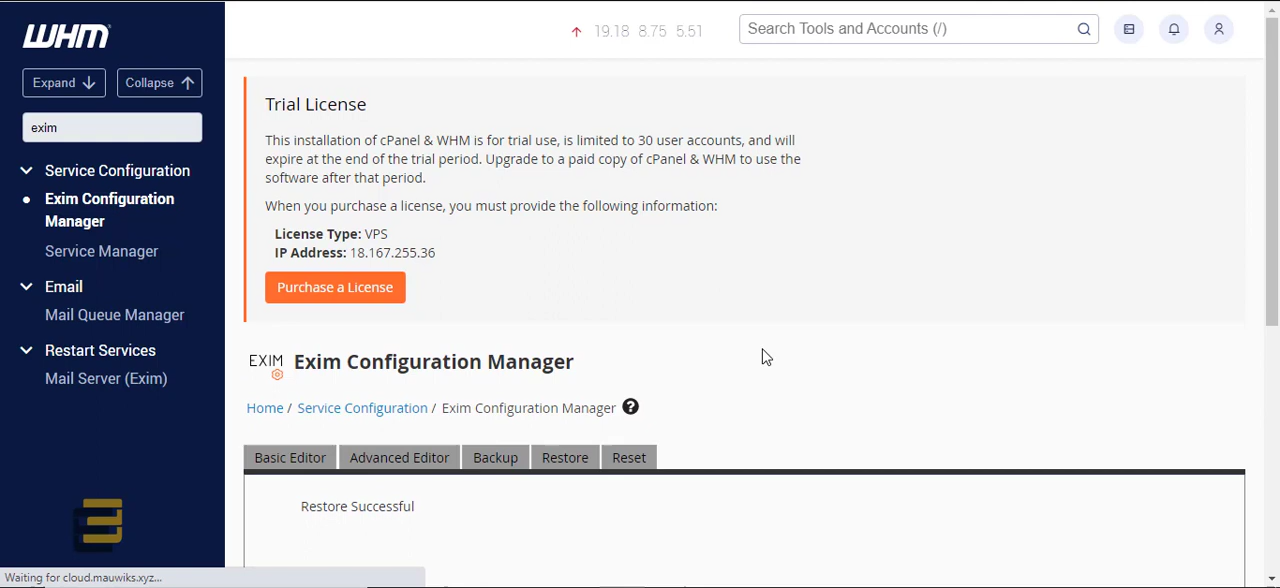 WHM
19.18 8.75 5.51
Search Tools and Accounts (/)
Expand
Collapse
exim
Service Configuration
Exim Configuration
Manager
Service Manager
Email
Mail Queue Manager
Restart Services
Mail Server (Exim)
Trial License
This installation of cPanel & WHM is for trial use, is limited to 30 user accounts, and will
expire at the end of the trial period. Upgrade to a paid copy of cPanel & WHM to use the
software after that period.
When you purchase a license, you must provide the following information:
License Type: VPS
IP Address: 18.167.255.36
Purchase a License
EXIM Exim Configuration Manager
Home / Service Configuration / Exim Configuration Manager ?
Basic Editor Advanced Editor Backup Restore Reset
Restore Successful
Waiting for cloud.mauwiks.xyz...